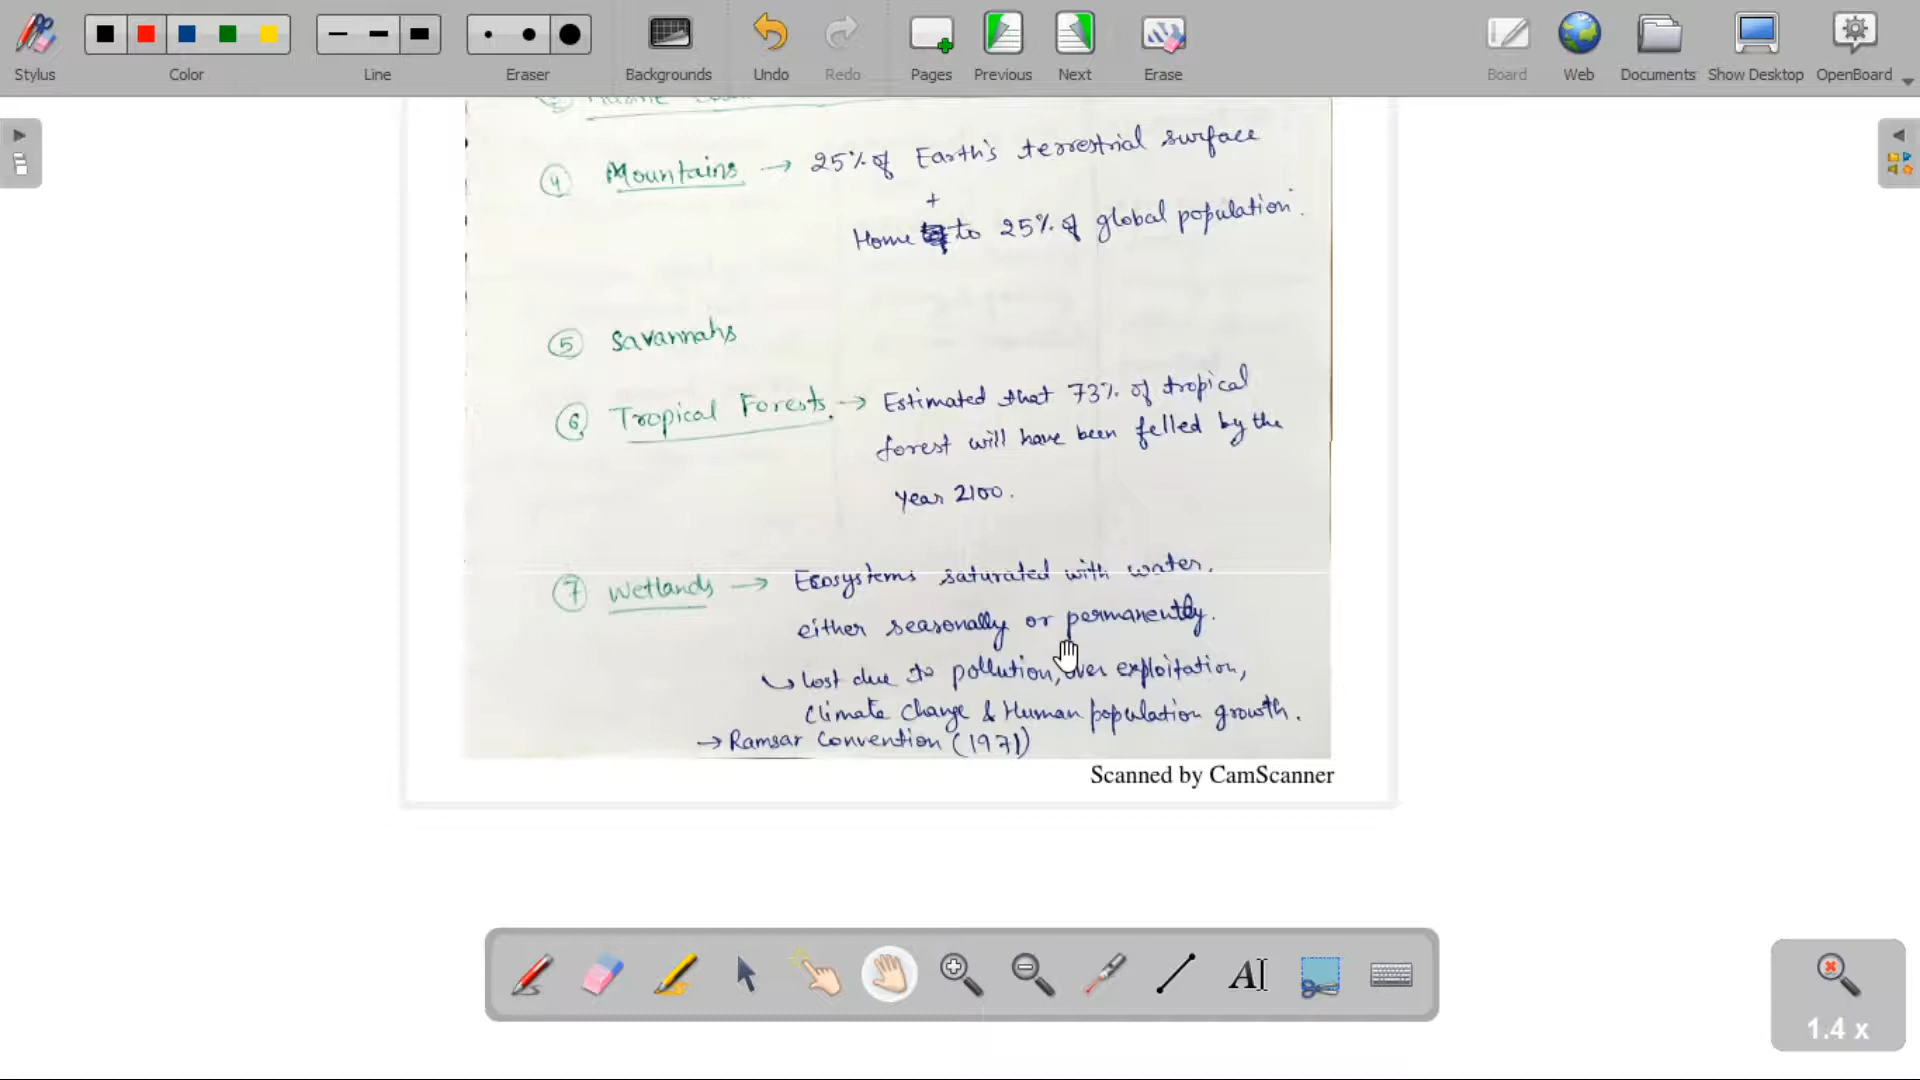 Stylus
Color
Line
Eraser
Backgrounds
Undo
Redo
Pages
Previous
Next
Erase
Board
Web
Documents
Show Desktop
OpenBoard
④ Mountains → 25% of Earth's terrestrial surface
+
Home to 25% of global population.
⑤ Savannahs
⑥ Tropical Forests. → Estimated that 73% of tropical
forest will have been felled by the
year 2100.
⑦ Wetlands → Ecosystems saturated with water,
either seasonally or permanently.
↳ Lost due to pollution, over exploitation,
Climate Change & Human population growth.
→ Ramsar Convention (1971)
Scanned by CamScanner
AI
1.4 x